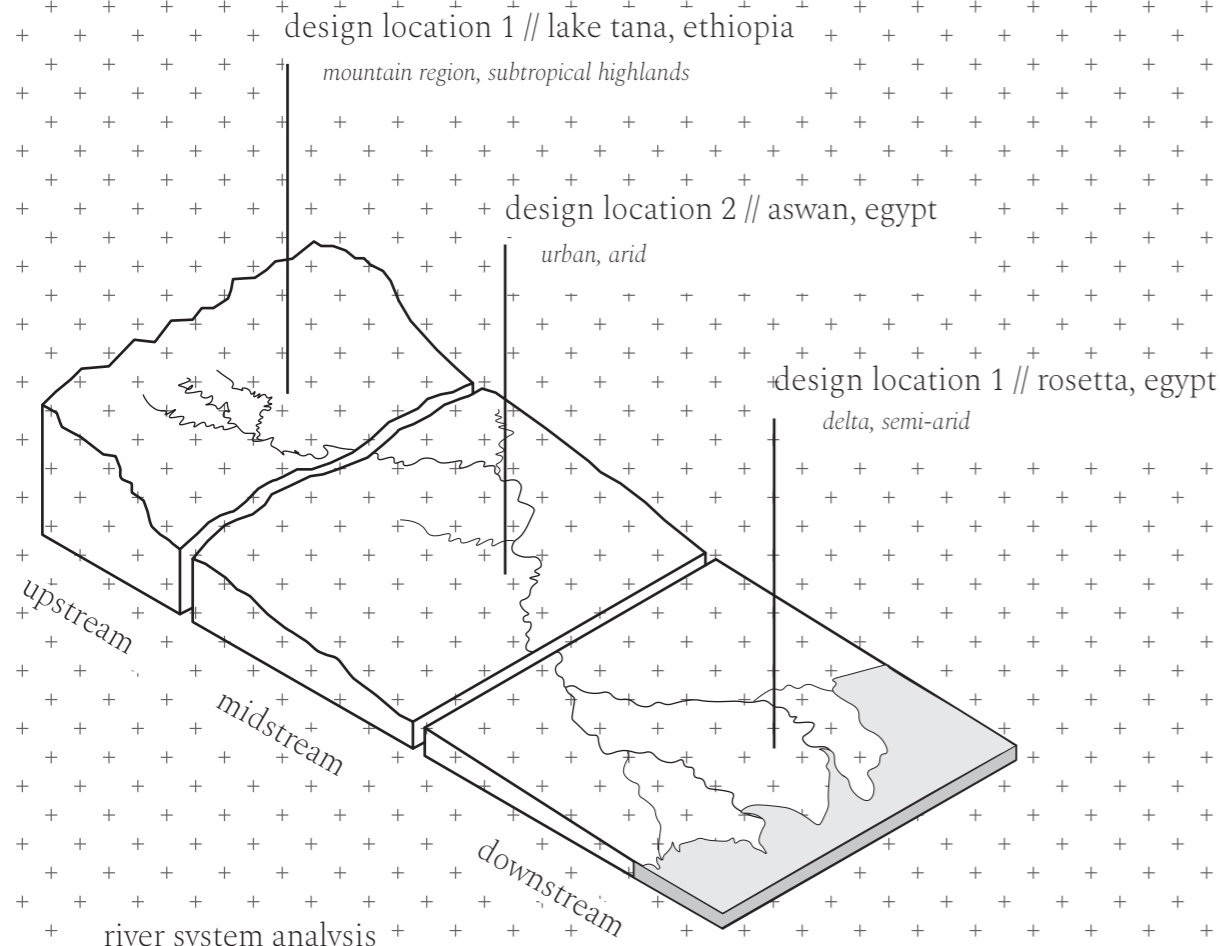 design location 1 // lake tana, ethiopia
mountain region, subtropical highlands
design location 2 // aswan, egypt
urban, arid
design location 1 // rosetta, egypt
delta, semi-arid
upstream
midstream
downstream
river system analysis